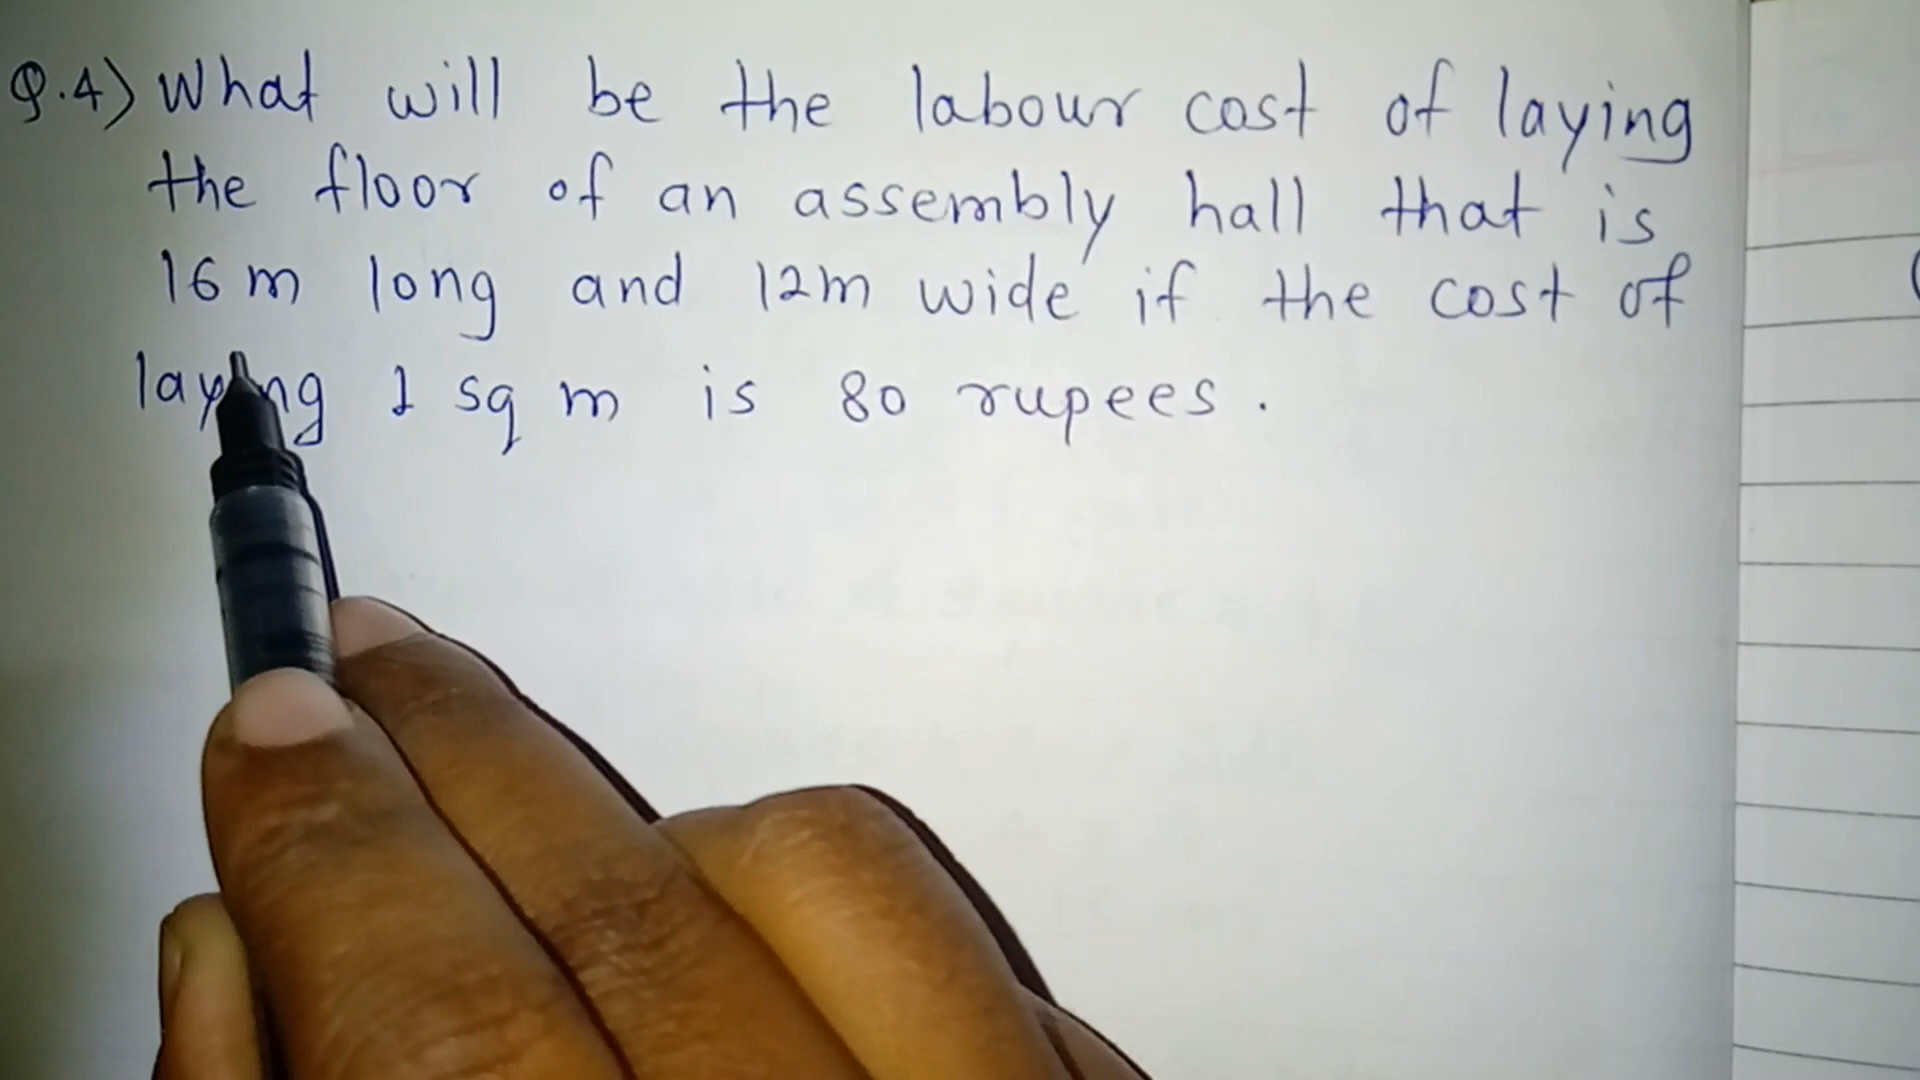 Q.4) What will be the labour cost of laying
the floor of an assembly hall that is
16 m long and 12m wide if the cost of
laying 1 sq m is 80 rupees.